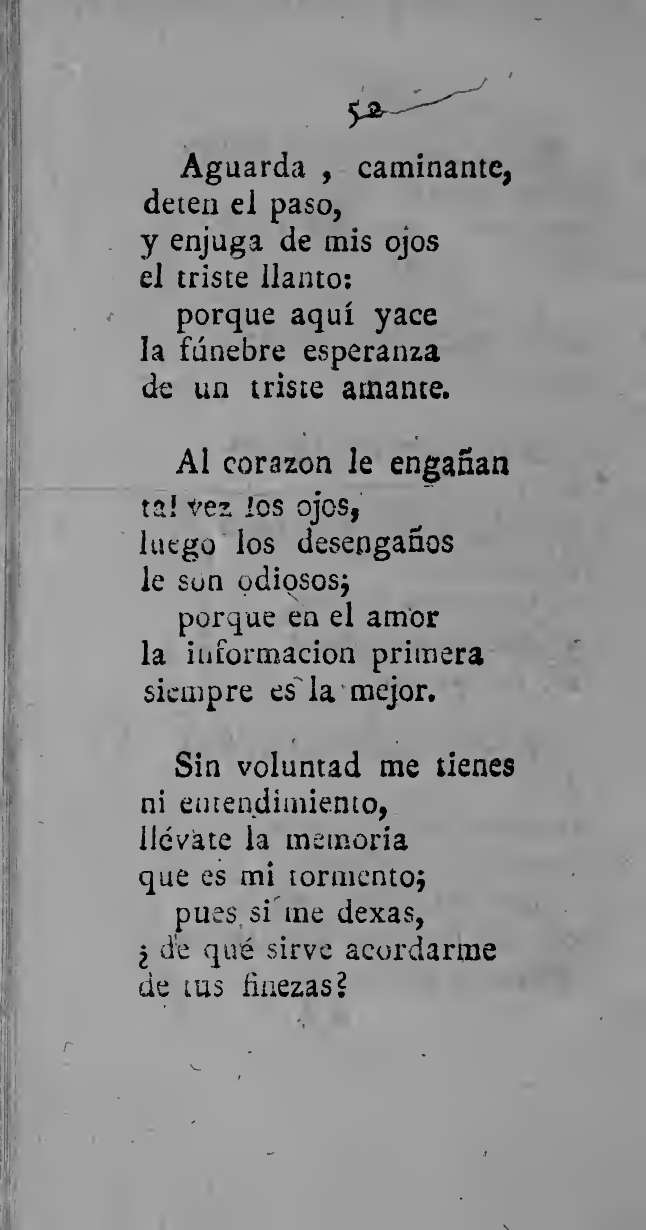 52
Aguarda , caminante,
deten el paso,
y enjuga de mis ojos
el triste llanto:
porque aquí yace
la fúnebre esperanza
de un triste amante.
Al corazon le engañan
tal vez los ojos,
luego los desengaños
le son odiosos;
porque en el amor
la informacion primera
siempre es la mejor.
Sin voluntad me tienes
ni entendimiento,
llévate la memoria
que es mi tormento;
pues si me dexas,
¿ de qué sirve acordarme
de tus finezas?